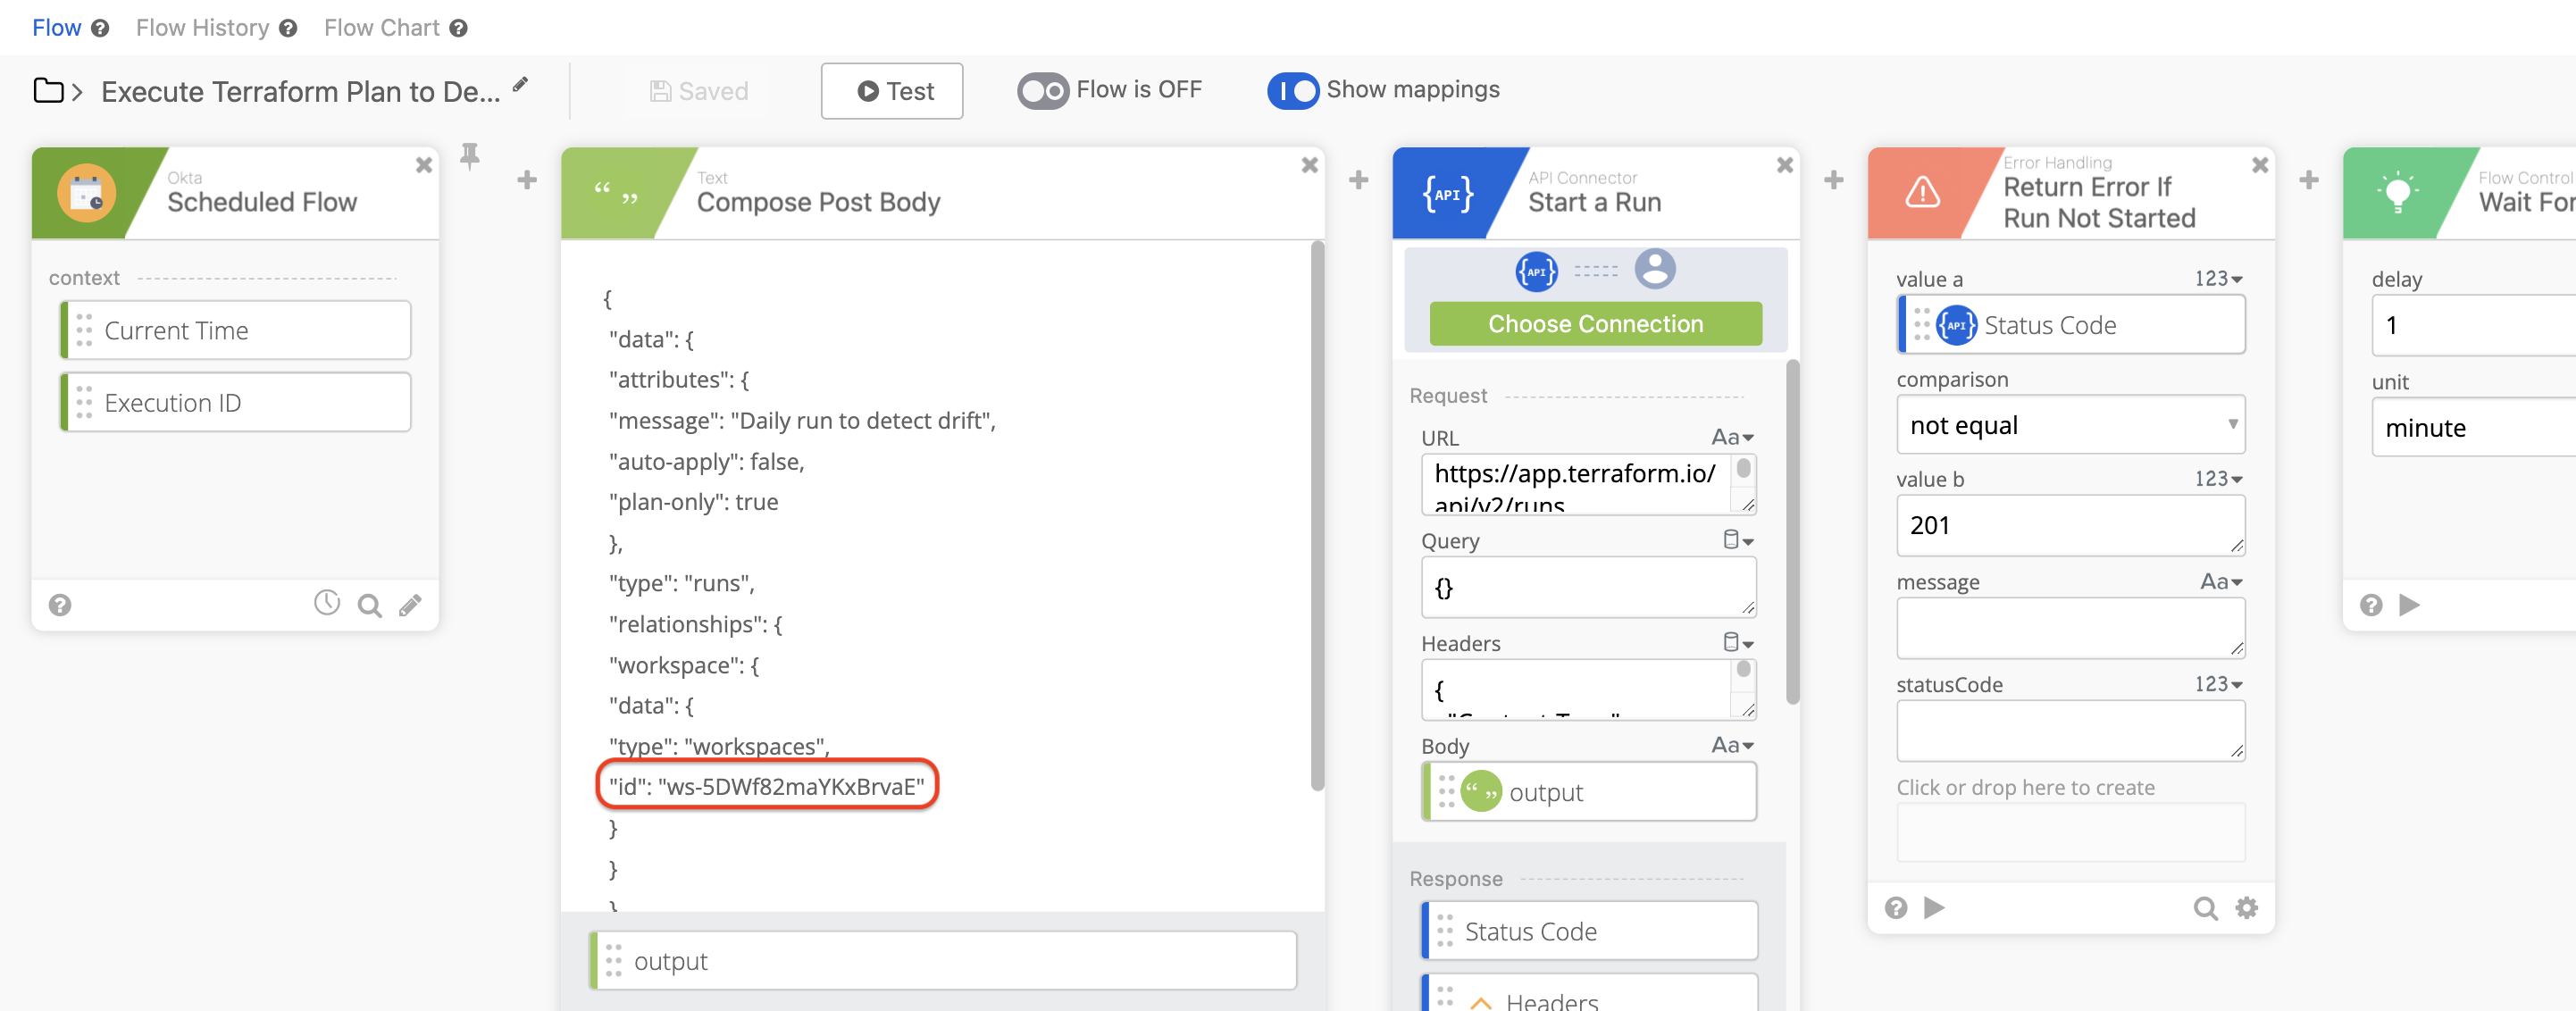 Flow ? Flow History ? Flow Chart ?
Execute Terraform Plan to De...
Saved
Test
Flow is OFF
Show mappings
Okta
Scheduled Flow
context
Current Time
Execution ID
Text
Compose Post Body
{
"data": {
"attributes": {
"message": "Daily run to detect drift",
"auto-apply": false,
"plan-only": true
},
"type": "runs",
"relationships": {
"workspace": {
"data": {
"type": "workspaces",
"id": "ws-5DWf82maYKxBrvaE"
}
}
}
output
API Connector
{API}
Start a Run
{API}
Choose Connection
Request
URL Aa
https://app.terraform.io/
api/v2/runs
Query
{}
Headers
{
"Content-Type"
Body Aa
output
Response
Status Code
Headers
Error Handling
Return Error If
Run Not Started
value a 123
{API} Status Code
comparison
not equal
value b 123
201
message Aa
statusCode 123
Click or drop here to create
Flow Control
Wait For
delay
1
unit
minute